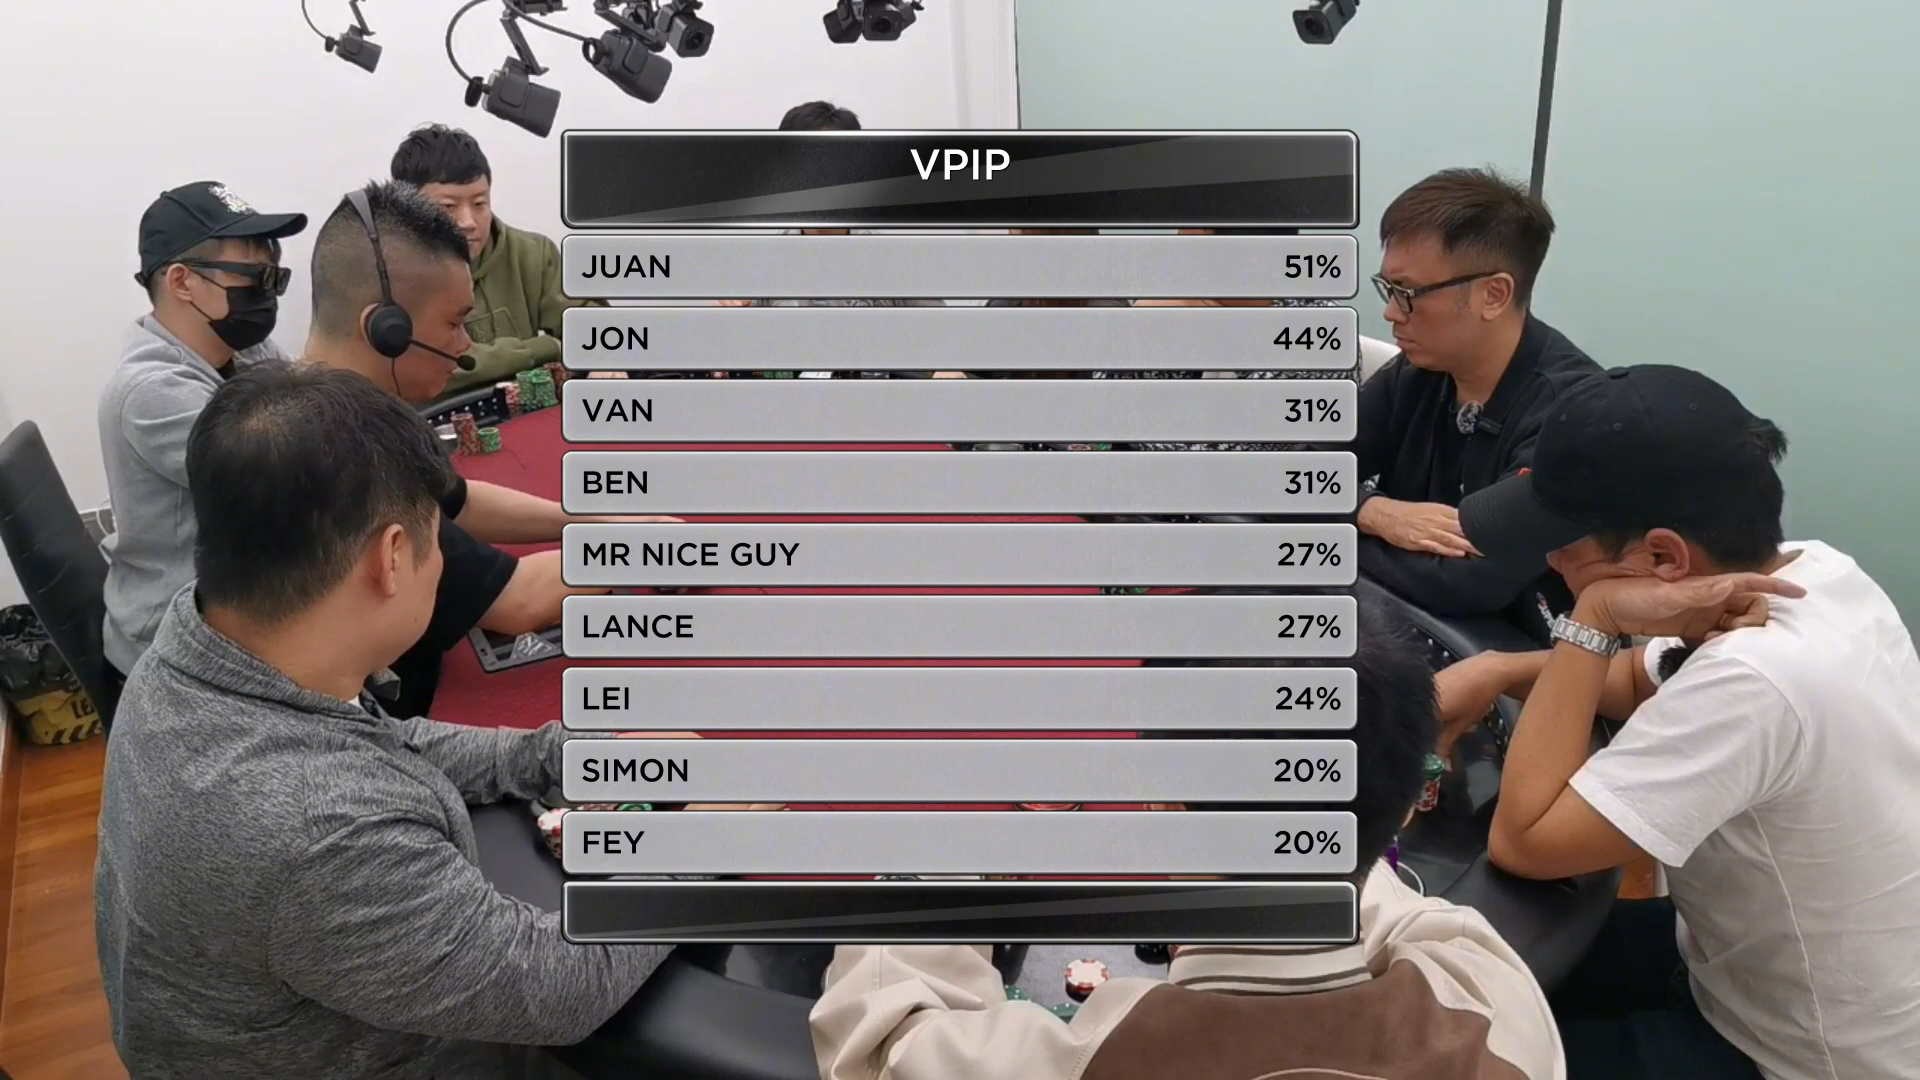 VPIP
JUAN 51%
JON 44%
VAN 31%
BEN 31%
MR NICE GUY 27%
LANCE 27%
LEI 24%
SIMON 20%
FEY 20%